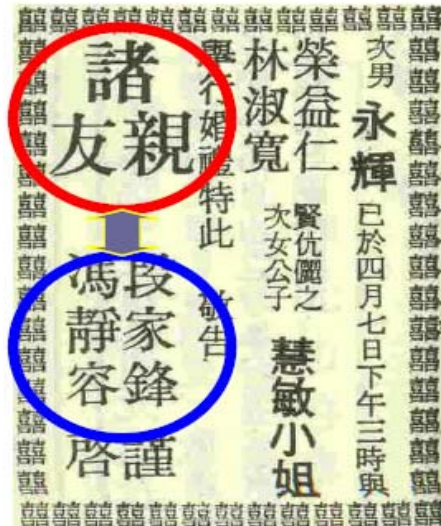 次男 永輝 已於四月七日下午三時與
榮益仁
林淑寬
賢伉儷之
次女公子
慧敏小姐
舉行婚禮特此 敬告
諸
親友
段家鋒
馮靜容
謹
啓